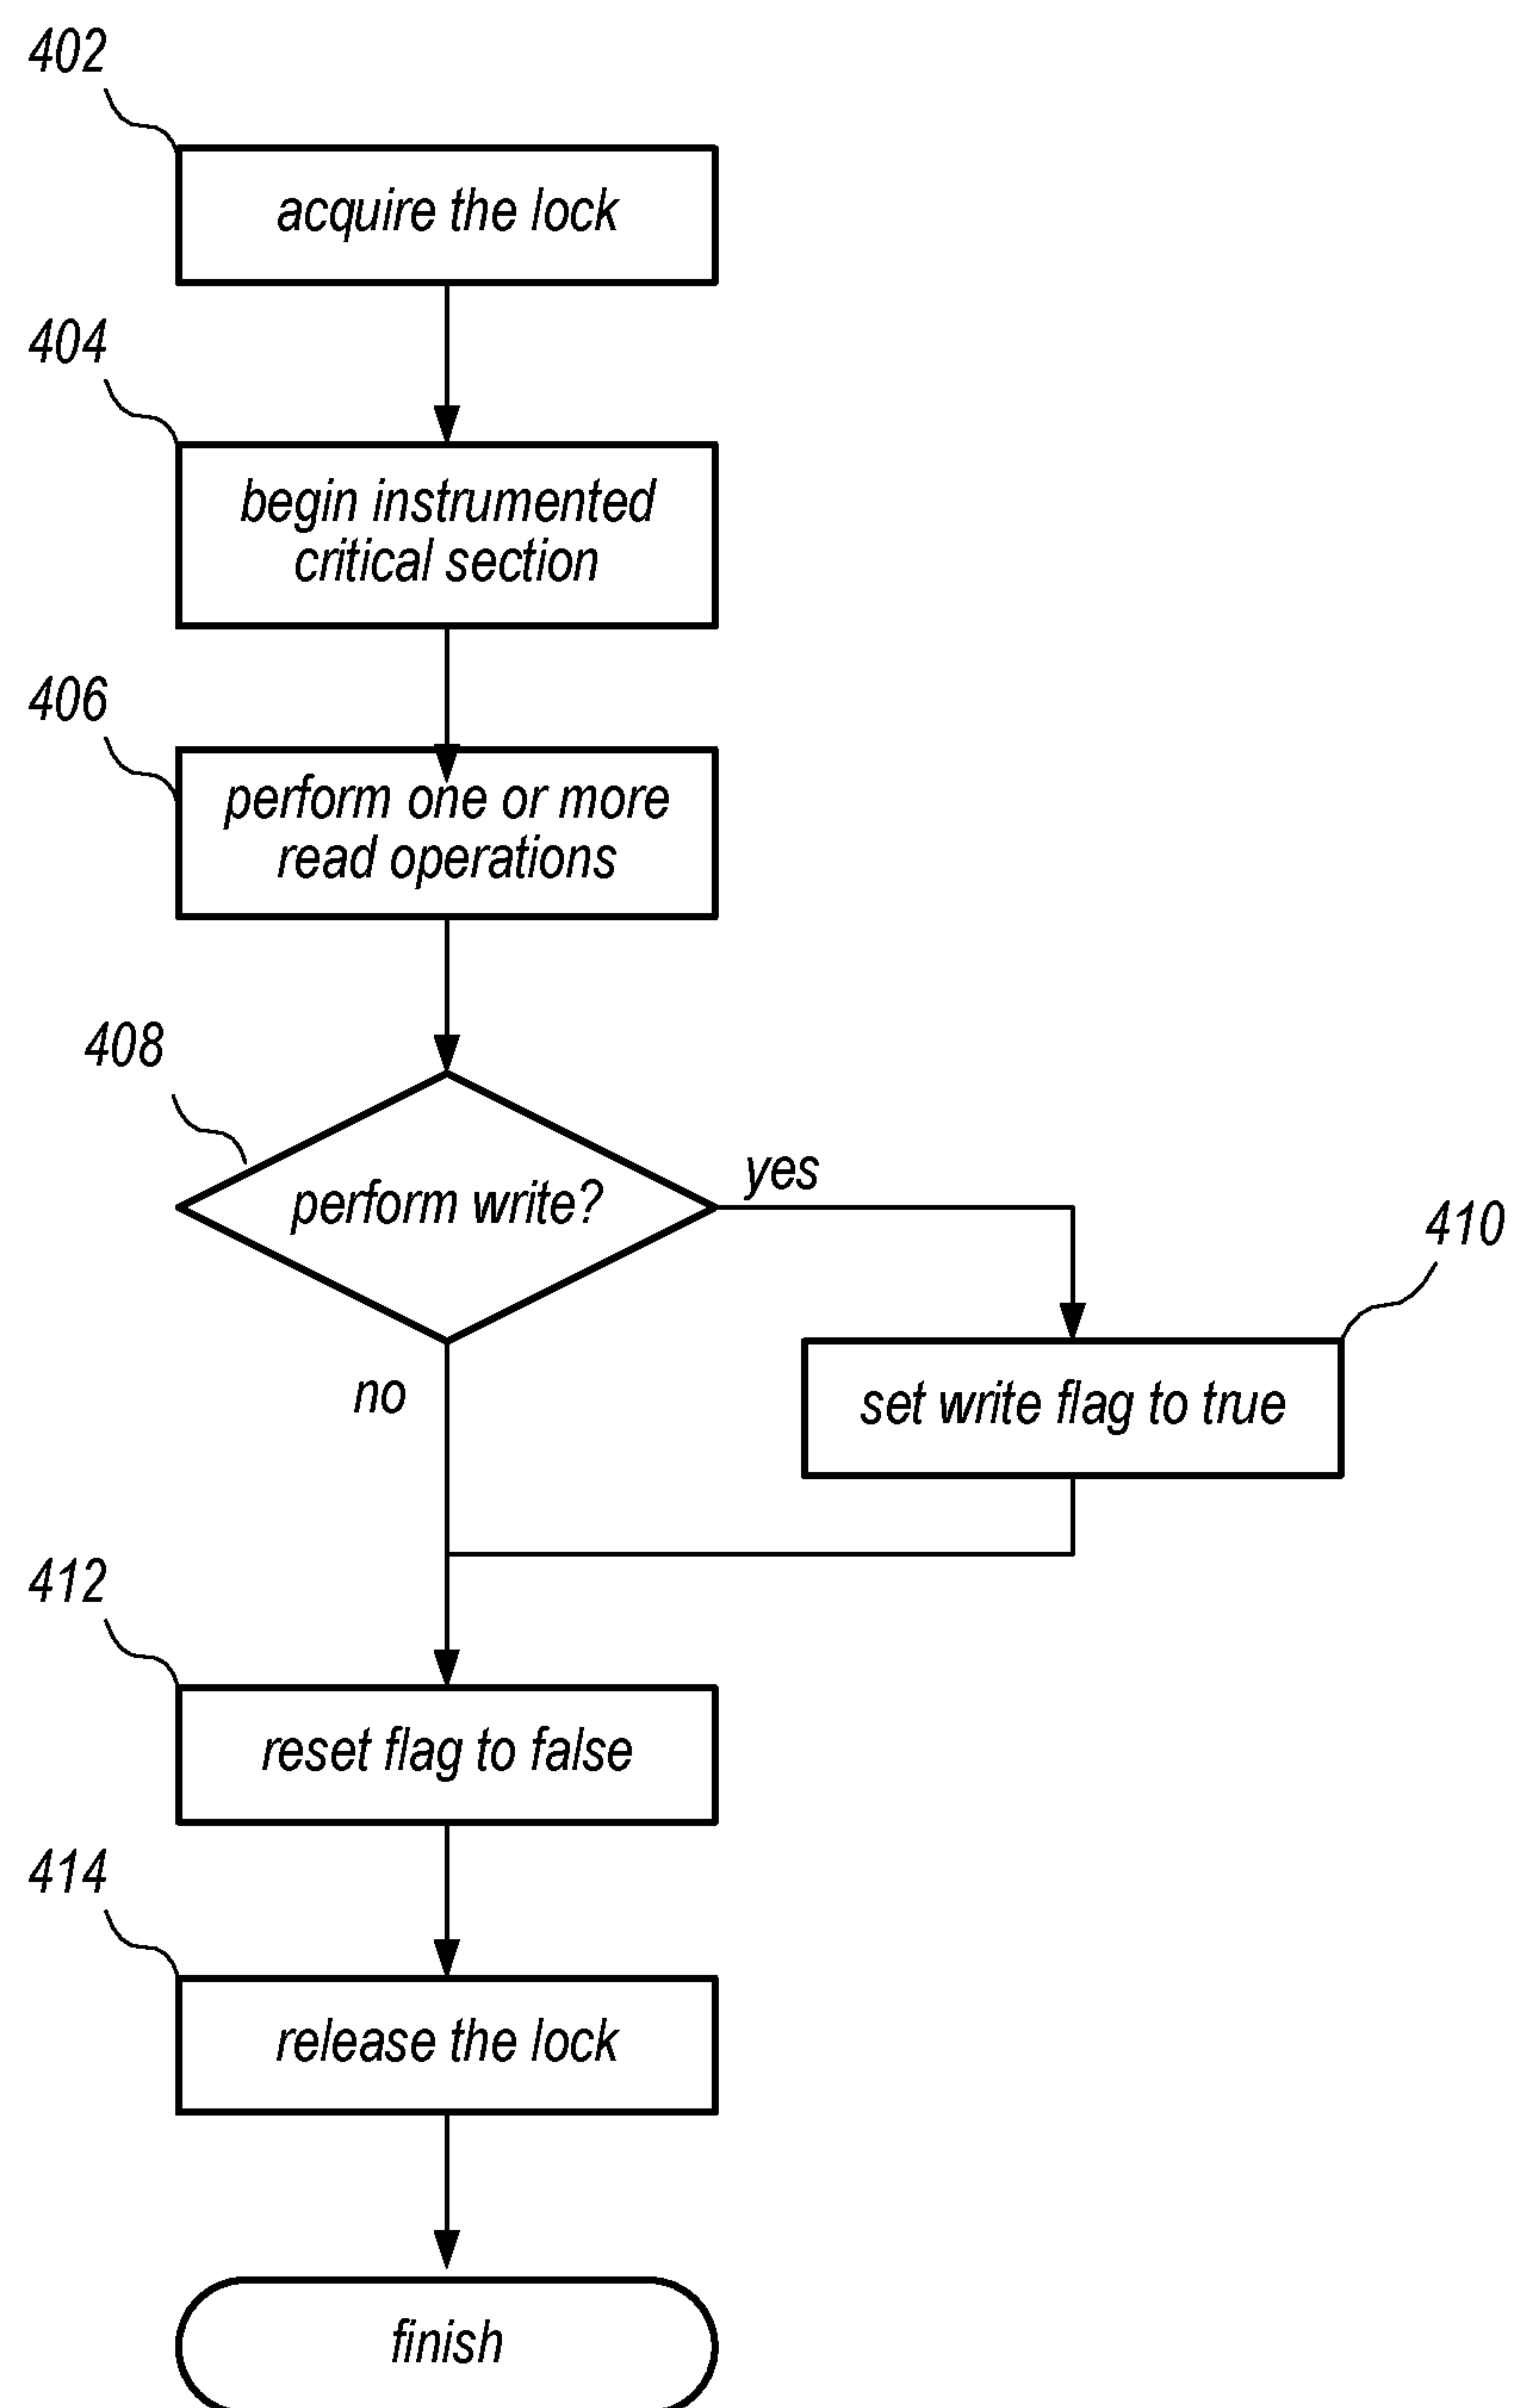 402
acquire the lock
404
begin instrumented
critical section
406
perform one or more
read operations
408
perform write?
yes
410
no
set write flag to true
412
reset flag to false
414
release the lock
finish